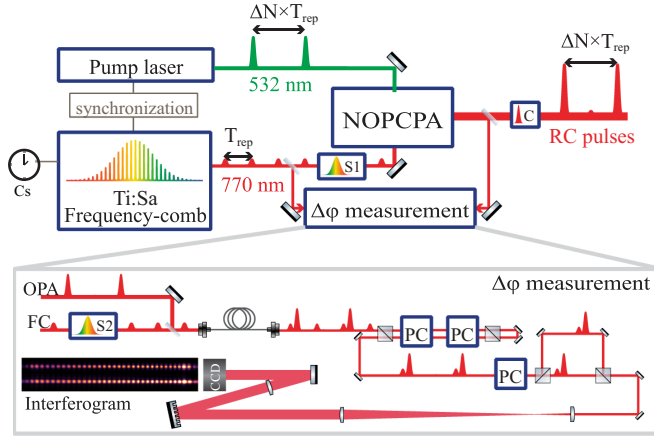 ΔN×T_rep
Pump laser
532 nm
ΔN×T_rep
synchronization
NOPCPA
C
RC pulses
T_rep
S1
Cs
Ti:Sa
Frequency-comb
770 nm
Δφ measurement
Δφ measurement
OPA
FC
S2
PC
PC
PC
CCD
Interferogram